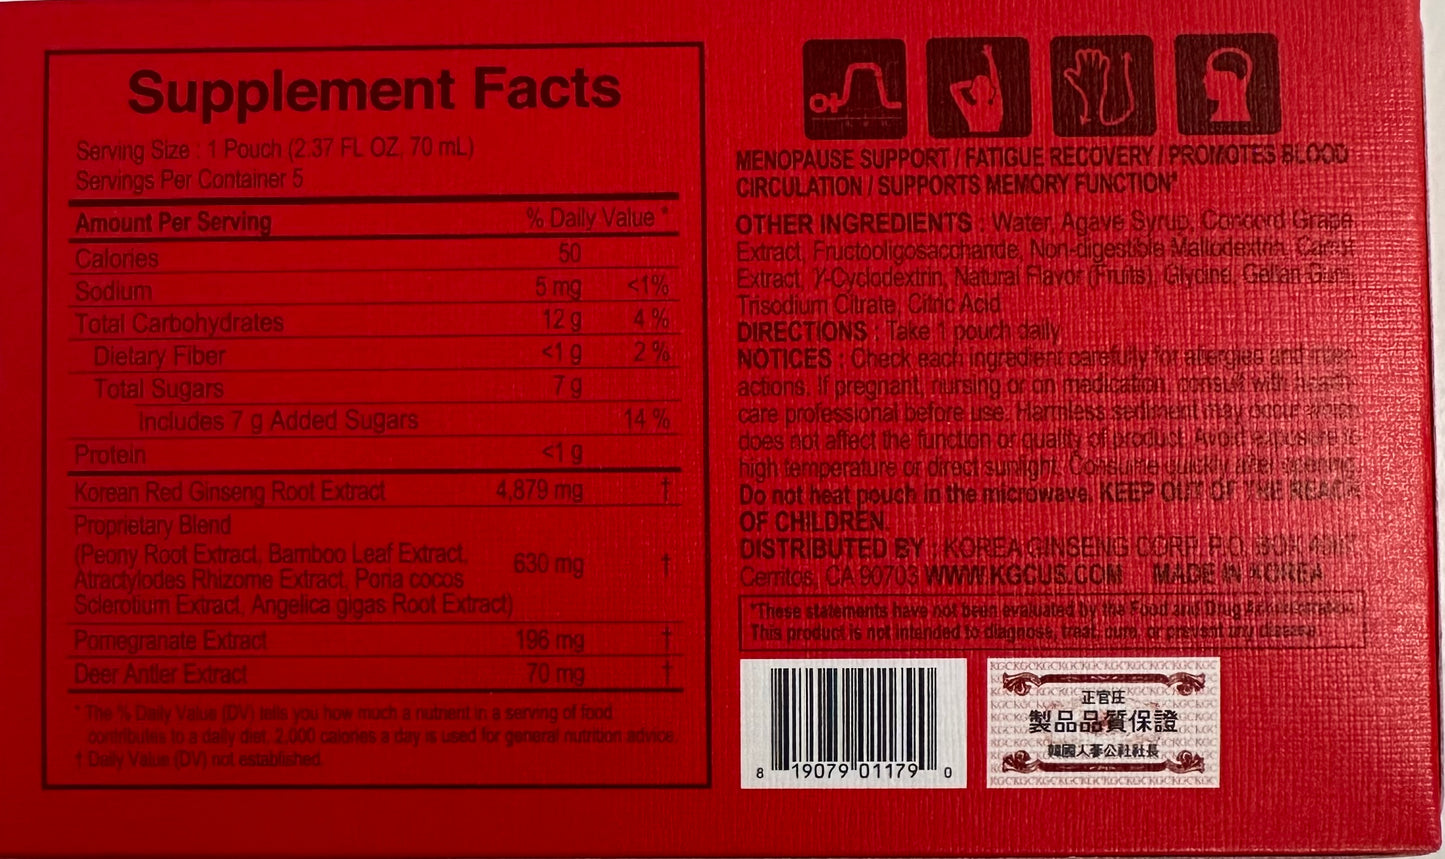 Supplement Facts
Serving Size : 1 Pouch (2.37 FL OZ, 70 mL)
Servings Per Container 5
Amount Per Serving % Daily Value *
Calories 50
Sodium 5 mg <1%
Total Carbohydrates 12 g 4 %
Dietary Fiber <1 g 2 %
Total Sugars 7 g
Includes 7 g Added Sugars 14 %
Protein <1 g
Korean Red Ginseng Root Extract 4,879 mg †
Proprietary Blend
(Peony Root Extract, Bamboo Leaf Extract,
Atractylodes Rhizome Extract, Poria cocos
Sclerotium Extract, Angelica gigas Root Extract) 630 mg †
Pomegranate Extract 196 mg †
Deer Antler Extract 70 mg †
* The % Daily Value (DV) tells you how much a nutrient in a serving of food
contributes to a daily diet. 2,000 calories a day is used for general nutrition advice.
† Daily Value (DV) not established.
MENOPAUSE SUPPORT / FATIGUE RECOVERY / PROMOTES BLOOD
CIRCULATION / SUPPORTS MEMORY FUNCTION*
OTHER INGREDIENTS : Water, Agave Syrup, Concord Grape
Extract, Fructooligosaccharide, Non-digestible Maltodextrin, Carrot
Extract, γ-Cyclodextrin, Natural Flavor (Fruits), Glycine, Gellan Gum,
Trisodium Citrate, Citric Acid
DIRECTIONS : Take 1 pouch daily
NOTICES : Check each ingredient carefully for allergies and inter-
actions. If pregnant, nursing or on medication, consult with health-
care professional before use. Harmless sediment may occur which
does not affect the function or quality of product. Avoid exposure to
high temperature or direct sunlight. Consume quickly after opening.
Do not heat pouch in the microwave. KEEP OUT OF THE REACH
OF CHILDREN.
DISTRIBUTED BY : KOREA GINSENG CORP. P.O. BOX
Cerritos, CA 90703 WWW.KGCUS.COM MADE IN KOREA
*These statements have not been evaluated by the Food and Drug Administration.
This product is not intended to diagnose, treat, cure, or prevent any disease.
8 19079 01179 0
正官庄
製品品質保證
韓國人蔘公社社長